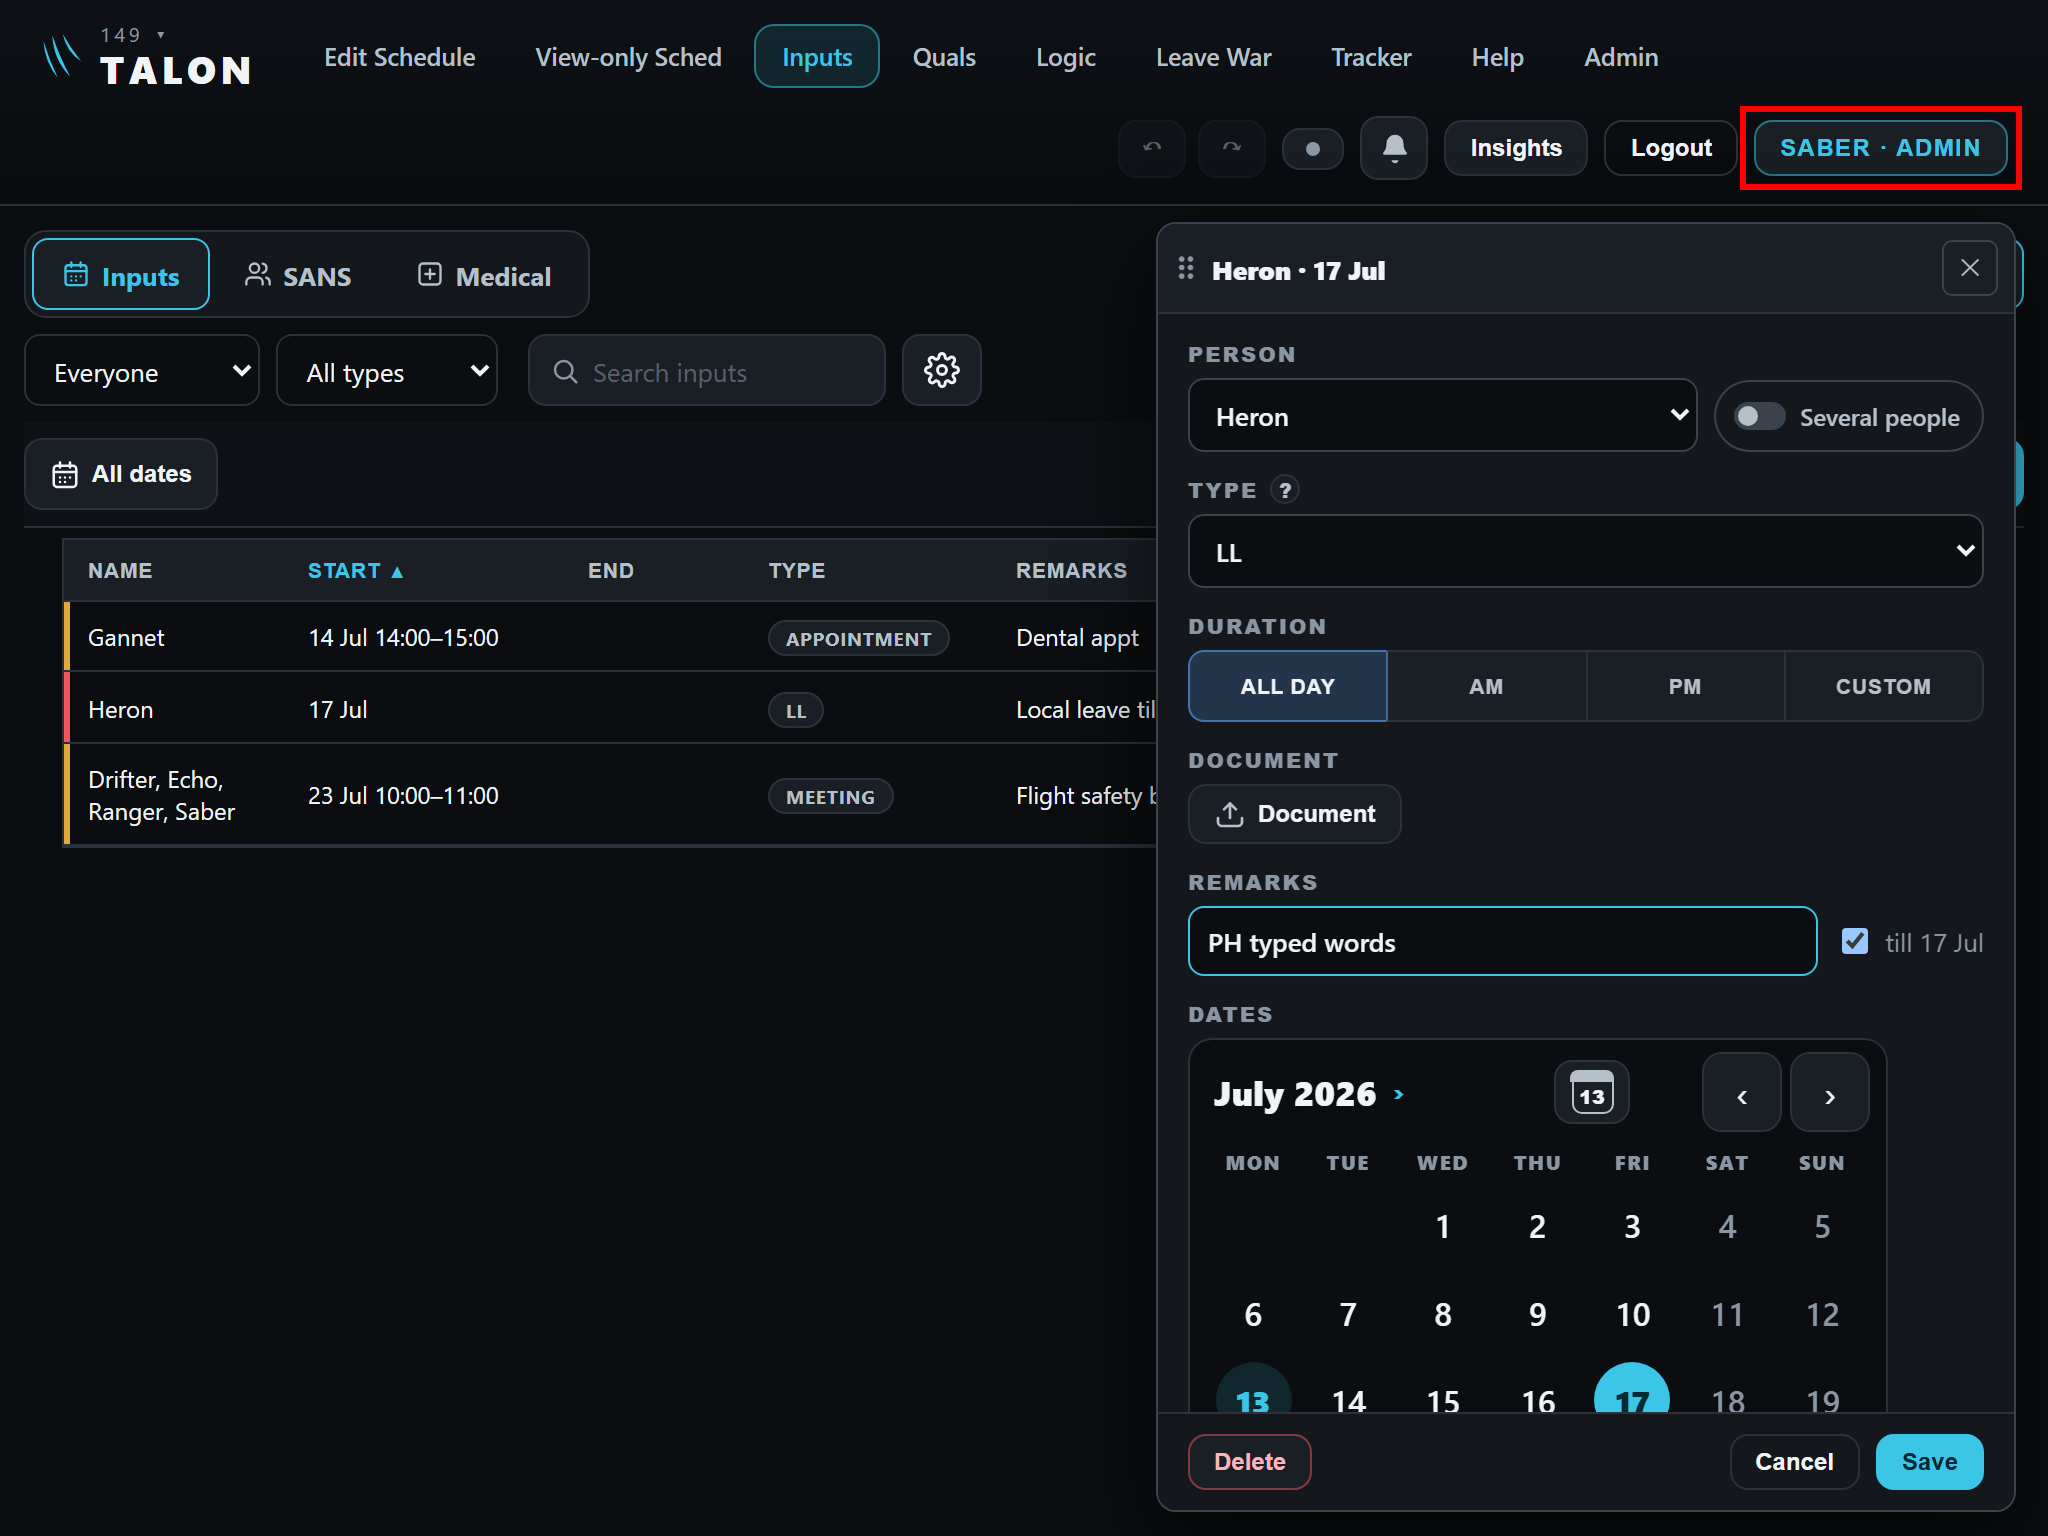 149 ▾
TALON
Edit Schedule
View-only Sched
Inputs
Quals
Logic
Leave War
Tracker
Help
Admin
Insights
Logout
SABER · ADMIN
Inputs
SANS
Medical
Everyone
All types
Search inputs
All dates
NAME START ▲ END TYPE REMARKS
Gannet 14 Jul 14:00–15:00 APPOINTMENT Dental appt
Heron 17 Jul LL Local leave til
Drifter, Echo,
Ranger, Saber 23 Jul 10:00–11:00 MEETING Flight safety
Heron · 17 Jul
PERSON
Heron
Several people
TYPE ?
LL
DURATION
ALL DAY AM PM CUSTOM
DOCUMENT
Document
REMARKS
PH typed words
till 17 Jul
DATES
July 2026 ›
13
‹ ›
MON TUE WED THU FRI SAT SUN
1 2 3 4 5
6 7 8 9 10 11 12
13 14 15 16 17 18 19
Delete
Cancel
Save